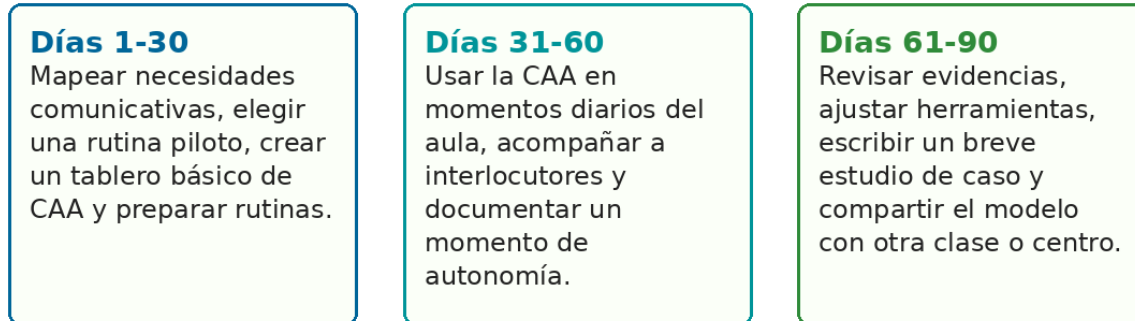 Días 1-30
Mapear necesidades
comunicativas, elegir
una rutina piloto, crear
un tablero básico de
CAA y preparar rutinas.
Días 31-60
Usar la CAA en
momentos diarios del
aula, acompañar a
interlocutores y
documentar un
momento de
autonomía.
Días 61-90
Revisar evidencias,
ajustar herramientas,
escribir un breve
estudio de caso y
compartir el modelo
con otra clase o centro.